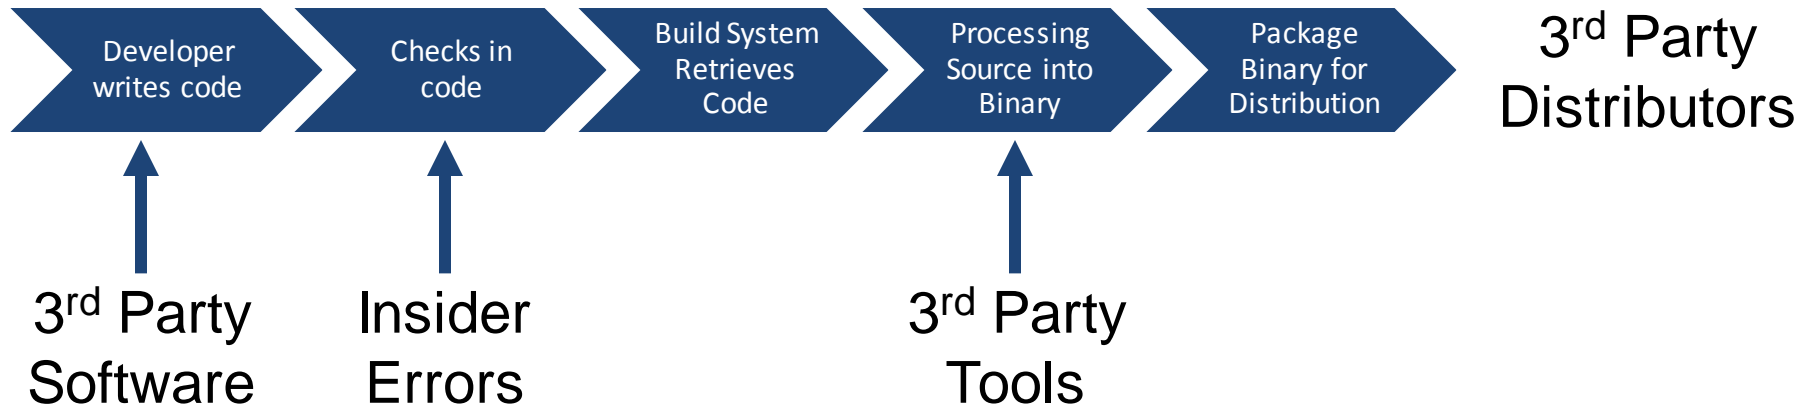 Developer
writes code
Checks in
code
Build System
Retrieves
Code
Processing
Source into
Binary
Package
Binary for
Distribution
3rd Party
Distributors
3rd Party
Software
Insider
Errors
3rd Party
Tools